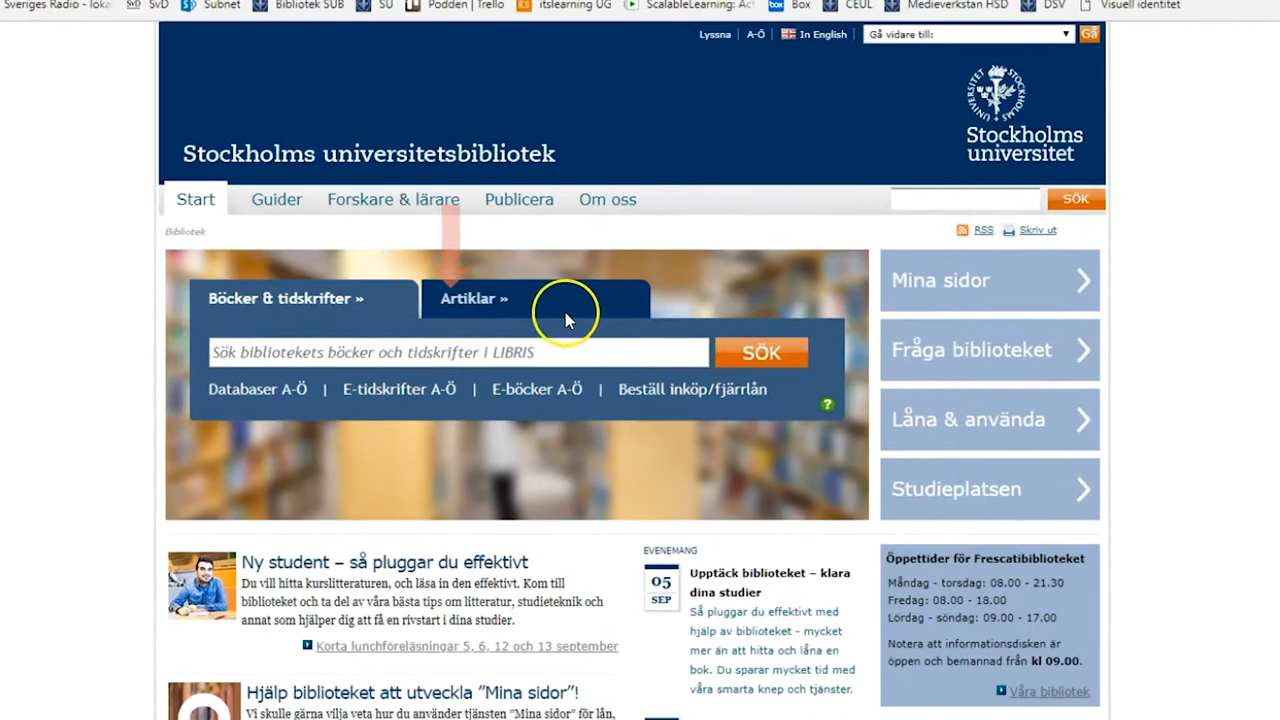 Sveriges Radio - loka
SvD
SvD
Subnet
Bibliotek SUB
SU
Podden | Trello
its
itslearning UG
ScalableLearning: Act
box
Box
CEUL
Medieverkstan HSD
DSV
Visuell identitet
Lyssna
A-Ö
In English
Gå vidare till:
Gå
Stockholms universitetsbibliotek
Stockholms
universitet
Start
Guider
Forskare & lärare
Publicera
Om oss
SÖK
Bibliotek
RSS
Skriv ut
Böcker & tidskrifter »
Artiklar »
Sök bibliotekets böcker och tidskrifter i LIBRIS
SÖK
Databaser A-Ö | E-tidskrifter A-Ö | E-böcker A-Ö | Beställ inköp/fjärrlån
?
Mina sidor
Fråga biblioteket
Låna & använda
Studieplatsen
Ny student – så pluggar du effektivt
Du vill hitta kurslitteraturen, och läsa in den effektivt. Kom till
biblioteket och ta del av våra bästa tips om litteratur, studieteknik och
annat som hjälper dig att få en rivstart i dina studier.
Korta lunchföreläsningar 5, 6, 12 och 13 september
Hjälp biblioteket att utveckla ”Mina sidor”!
Vi skulle gärna vilja veta hur du använder tjänsten ”Mina sidor” för lån,
EVENEMANG
05
SEP
Upptäck biblioteket – klara
dina studier
Så pluggar du effektivt med
hjälp av biblioteket - mycket
mer än att hitta och låna en
bok. Du sparar mycket tid med
våra smarta knep och tjänster.
Öppettider för Frescatibiblioteket
Måndag - torsdag: 08.00 - 21.30
Fredag: 08.00 - 18.00
Lördag - söndag: 09.00 - 17.00
Notera att informationsdisken är
öppen och bemannad från kl 09.00.
Våra bibliotek